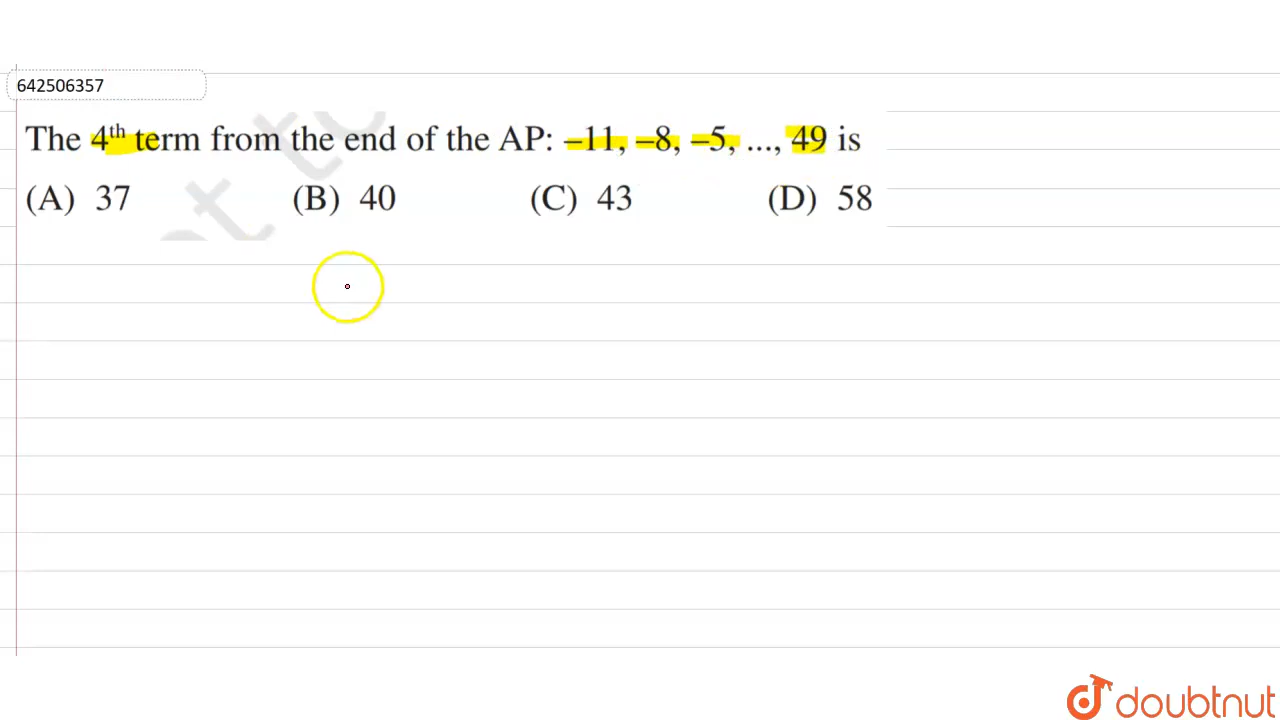 642506357
The 4th term from the end of the AP: –11, –8, –5, ..., 49 is
(A) 37 (B) 40 (C) 43 (D) 58
doubtnut